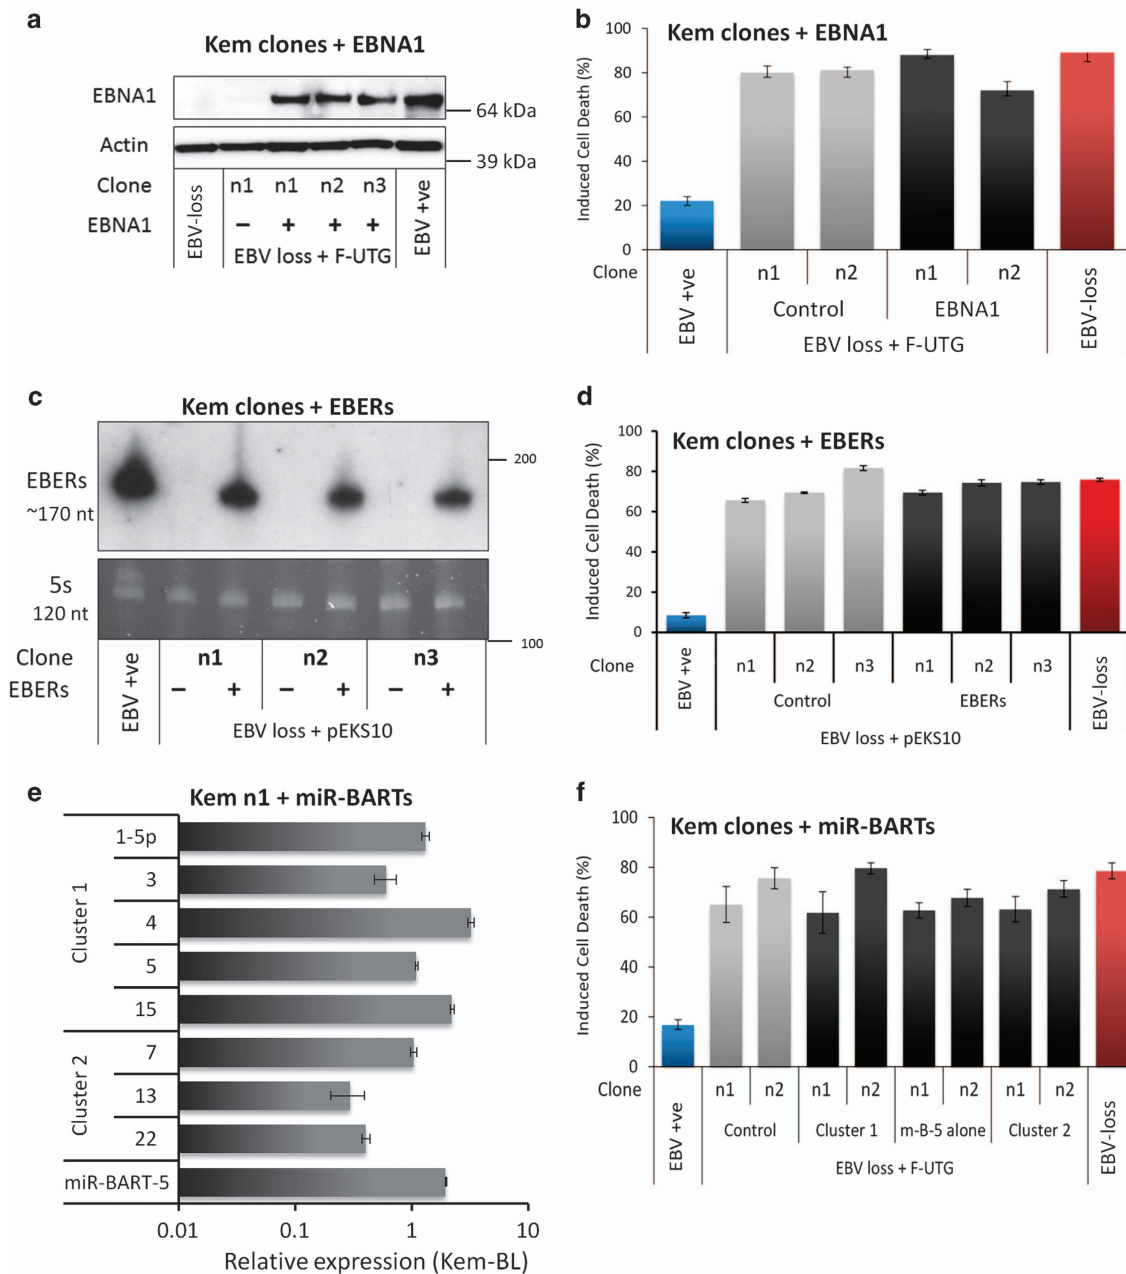 a
Kem clones + EBNA1
EBNA1
64 kDa
Actin
39 kDa
Clone n1 n1 n2 n3
EBNA1 – + + +
EBV-loss
EBV loss + F-UTG
EBV +ve
b
Kem clones + EBNA1
Induced Cell Death (%)
100
80
60
40
20
0
Clone n1 n2 n1 n2
EBV +ve
Control EBNA1
EBV loss + F-UTG
EBV-loss
c
Kem clones + EBERs
EBERs
~170 nt
200
5s
120 nt
100
Clone n1 n2 n3
EBERs – + – + – +
EBV +ve
EBV loss + pEKS10
d
Kem clones + EBERs
Induced Cell Death (%)
100
80
60
40
20
0
Clone n1 n2 n3 n1 n2 n3
EBV +ve
Control EBERs
EBV loss + pEKS10
EBV-loss
e
Kem n1 + miR-BARTs
Cluster 1
1-5p
3
4
5
15
Cluster 2
7
13
22
miR-BART-5
0.01 0.1 1 10
Relative expression (Kem-BL)
f
Kem clones + miR-BARTs
Induced Cell Death (%)
100
80
60
40
20
0
Clone n1 n2 n1 n2 n1 n2 n1 n2
EBV +ve
Control Cluster 1 m-B-5 alone Cluster 2
EBV loss + F-UTG
EBV-loss